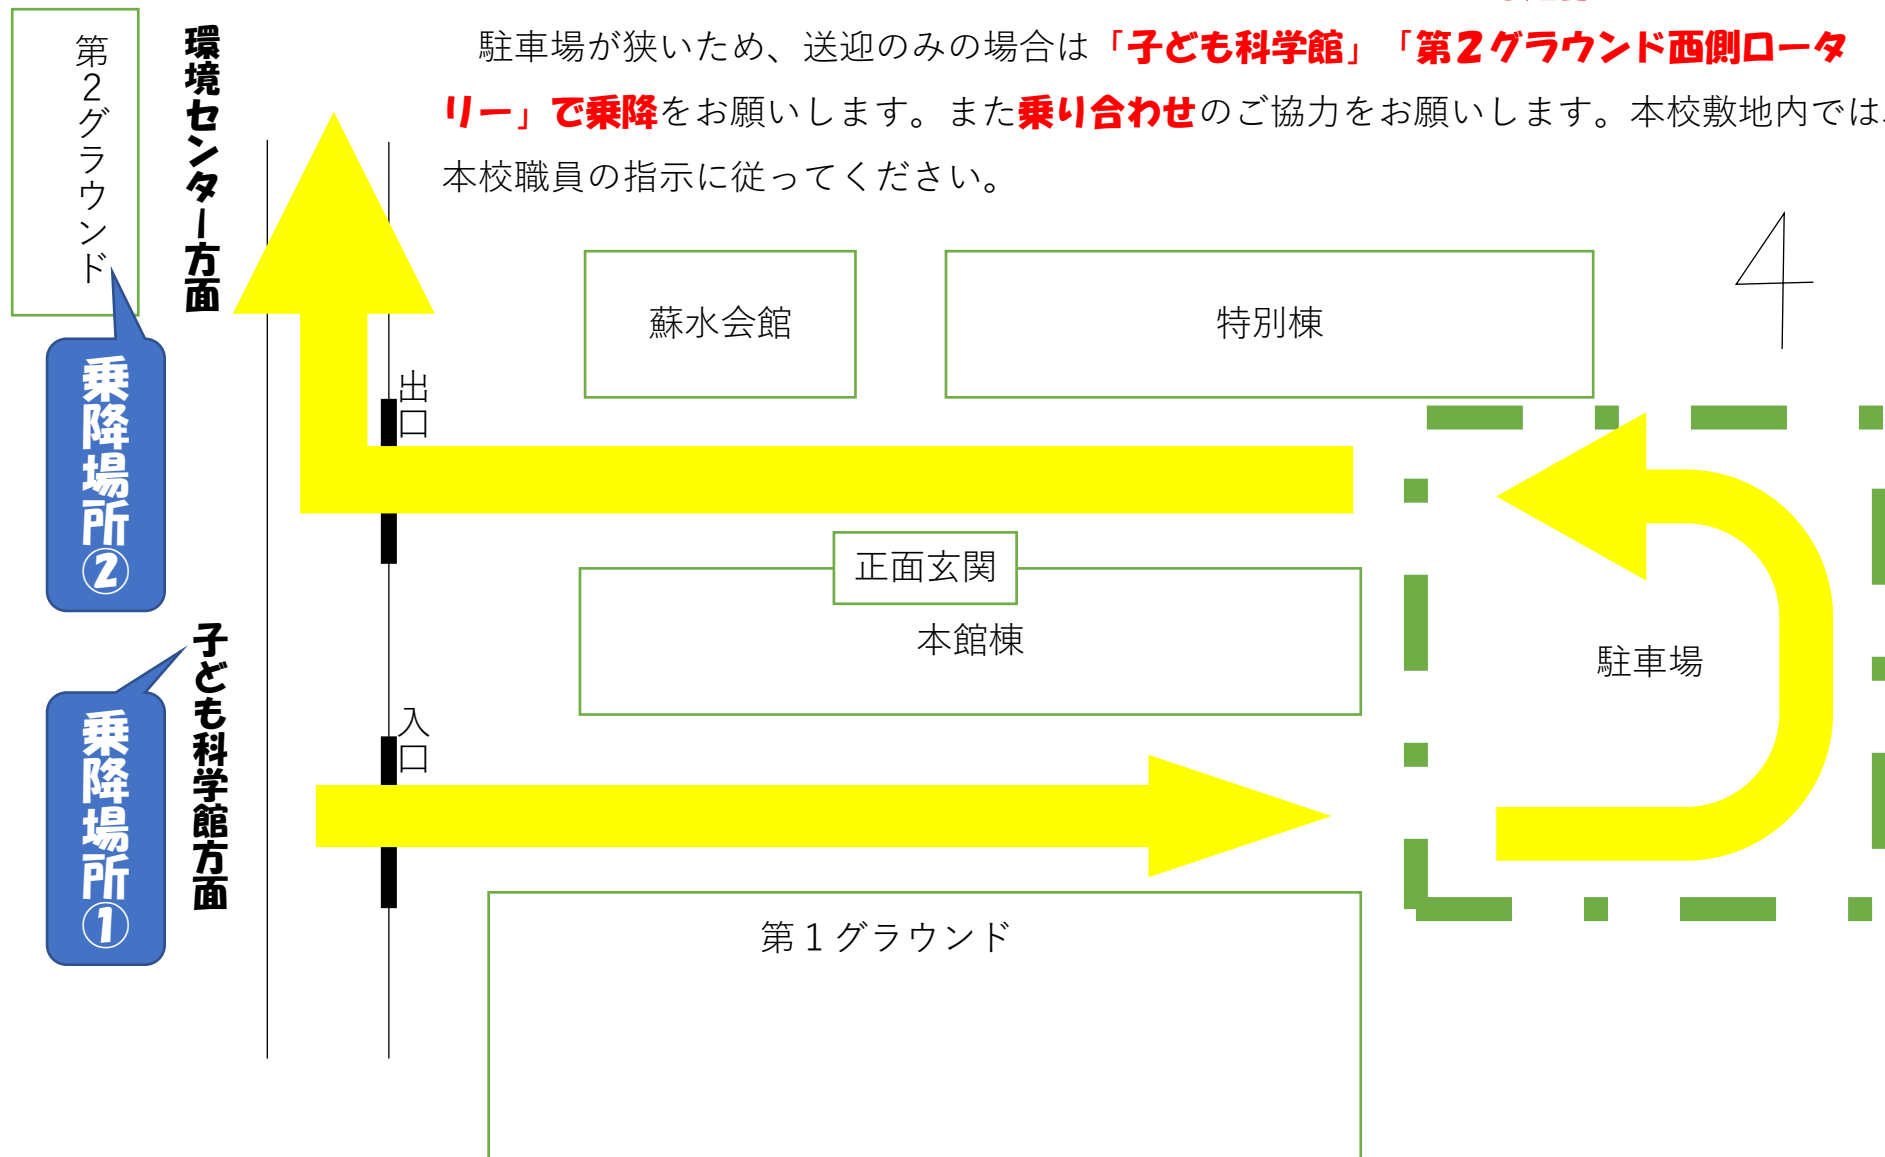 駐車場が狭いため、送迎のみの場合は「子ども科学館」「第2グラウンド西側ロータ
リー」で乗降をお願いします。また乗り合わせのご協力をお願いします。本校敷地内では、
本校職員の指示に従ってください。
第2グラウンド
環境センター方面
蘇水会館
特別棟
出口
乗降場所②
正面玄関
本館棟
子ども科学館方面
駐車場
入口
乗降場所①
第1グラウンド